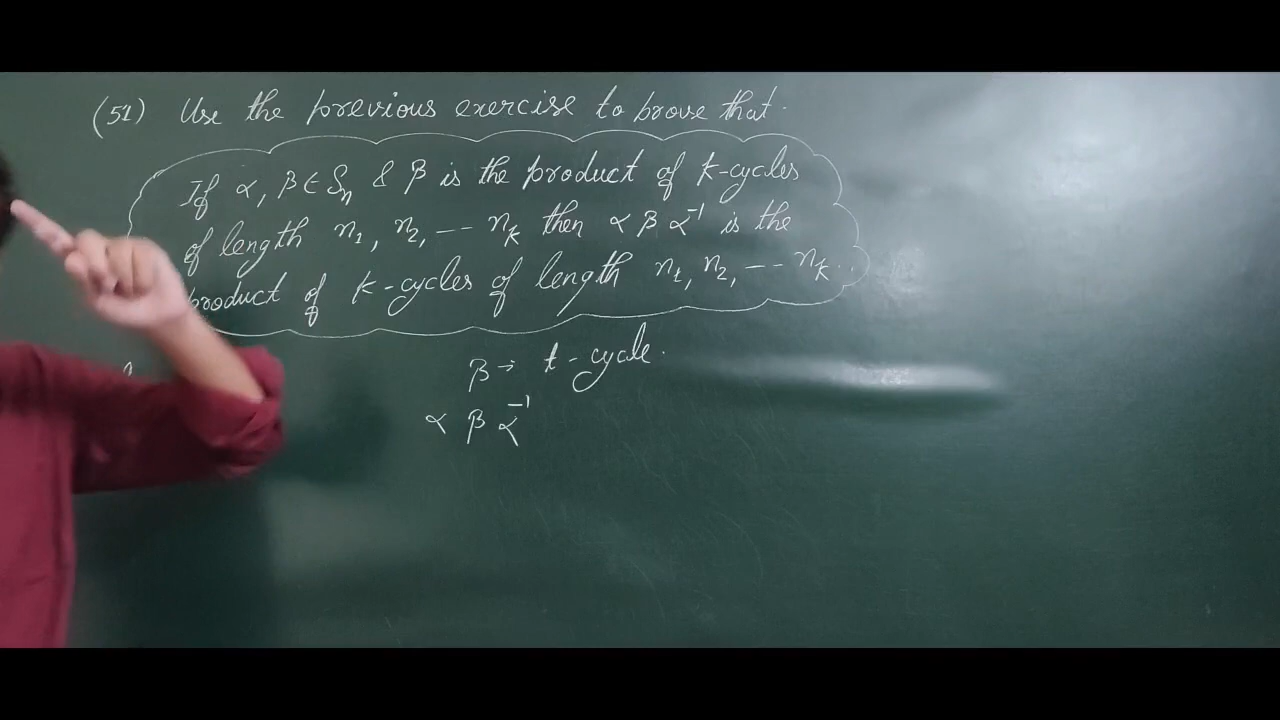 (51) Use the previous exercise to prove that.
If α, β ∈ Sₙ & β is the product of k-cycles
of length n₁, n₂, --- nₖ then α β α⁻¹ is the
product of k-cycles of length n₁, n₂, --- nₖ.
β → t-cycle.
α β α⁻¹